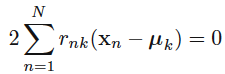 $$2 \sum_{n=1}^{N} r_{nk}(\mathbf{x}_n - \boldsymbol{\mu}_k) = 0$$